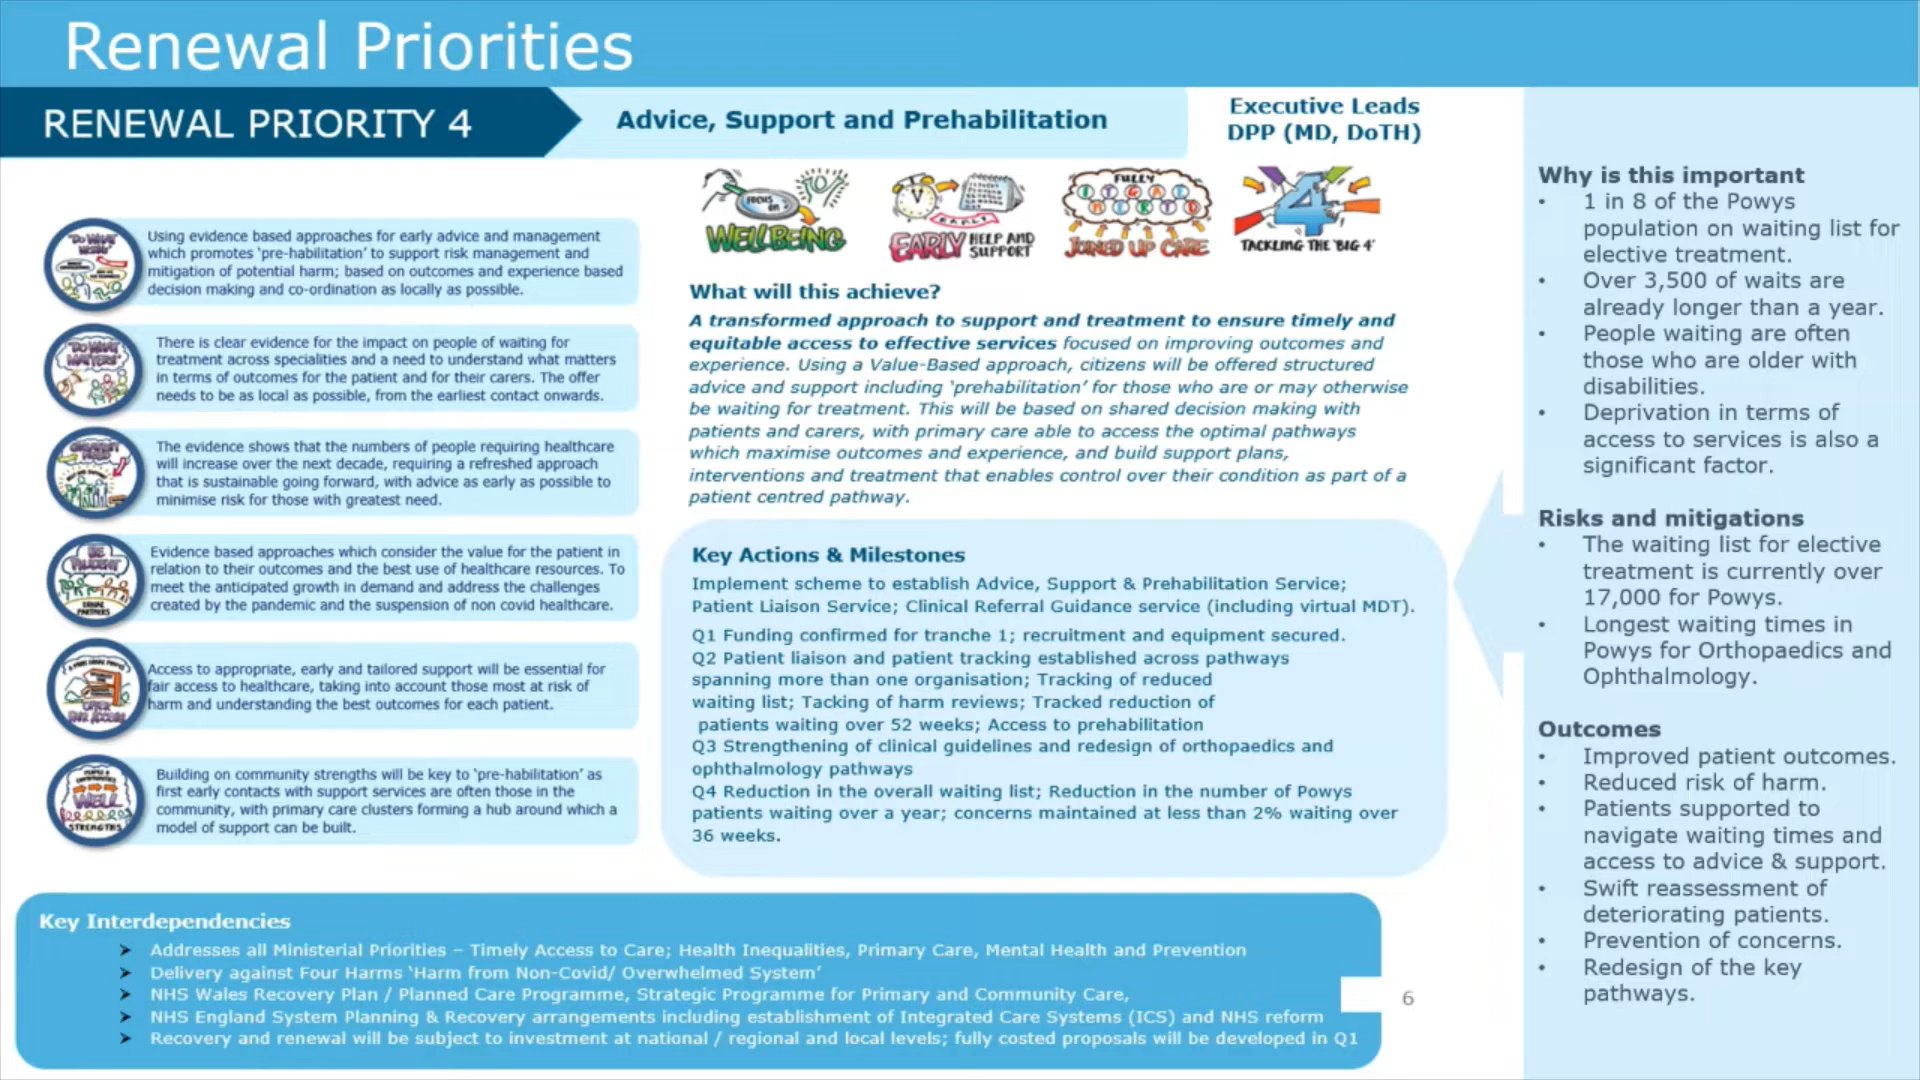 Renewal Priorities
RENEWAL PRIORITY 4
Advice, Support and Prehabilitation
Executive Leads
DPP (MD, DoTH)
FOCUS ON
WELLBEING
EARLY HELP AND
SUPPORT
FULLY
JOINED UP CARE
4
TACKLING THE 'BIG 4'
Using evidence based approaches for early advice and management
which promotes 'pre-habilitation' to support risk management and
mitigation of potential harm; based on outcomes and experience based
decision making and co-ordination as locally as possible.
There is clear evidence for the impact on people of waiting for
treatment across specialities and a need to understand what matters
in terms of outcomes for the patient and for their carers. The offer
needs to be as local as possible, from the earliest contact onwards.
The evidence shows that the numbers of people requiring healthcare
will increase over the next decade, requiring a refreshed approach
that is sustainable going forward, with advice as early as possible to
minimise risk for those with greatest need.
BE
PRUDENT
EQUAL
PARTNERS
Evidence based approaches which consider the value for the patient in
relation to their outcomes and the best use of healthcare resources. To
meet the anticipated growth in demand and address the challenges
created by the pandemic and the suspension of non covid healthcare.
OFFER
FAIR ACCESS
Access to appropriate, early and tailored support will be essential for
fair access to healthcare, taking into account those most at risk of
harm and understanding the best outcomes for each patient.
WELL
STRENGTHS
Building on community strengths will be key to 'pre-habilitation' as
first early contacts with support services are often those in the
community, with primary care clusters forming a hub around which a
model of support can be built.
What will this achieve?
A transformed approach to support and treatment to ensure timely and
equitable access to effective services focused on improving outcomes and
experience. Using a Value-Based approach, citizens will be offered structured
advice and support including 'prehabilitation' for those who are or may otherwise
be waiting for treatment. This will be based on shared decision making with
patients and carers, with primary care able to access the optimal pathways
which maximise outcomes and experience, and build support plans,
interventions and treatment that enables control over their condition as part of a
patient centred pathway.
Key Actions & Milestones
Implement scheme to establish Advice, Support & Prehabilitation Service;
Patient Liaison Service; Clinical Referral Guidance service (including virtual MDT).
Q1 Funding confirmed for tranche 1; recruitment and equipment secured.
Q2 Patient liaison and patient tracking established across pathways
spanning more than one organisation; Tracking of reduced
waiting list; Tacking of harm reviews; Tracked reduction of
patients waiting over 52 weeks; Access to prehabilitation
Q3 Strengthening of clinical guidelines and redesign of orthopaedics and
ophthalmology pathways
Q4 Reduction in the overall waiting list; Reduction in the number of Powys
patients waiting over a year; concerns maintained at less than 2% waiting over
36 weeks.
Key Interdependencies
➤ Addresses all Ministerial Priorities – Timely Access to Care; Health Inequalities, Primary Care, Mental Health and Prevention
➤ Delivery against Four Harms 'Harm from Non-Covid/ Overwhelmed System'
➤ NHS Wales Recovery Plan / Planned Care Programme, Strategic Programme for Primary and Community Care,
➤ NHS England System Planning & Recovery arrangements including establishment of Integrated Care Systems (ICS) and NHS reform
➤ Recovery and renewal will be subject to investment at national / regional and local levels; fully costed proposals will be developed in Q1
6
Why is this important
• 1 in 8 of the Powys
population on waiting list for
elective treatment.
• Over 3,500 of waits are
already longer than a year.
• People waiting are often
those who are older with
disabilities.
• Deprivation in terms of
access to services is also a
significant factor.
Risks and mitigations
• The waiting list for elective
treatment is currently over
17,000 for Powys.
• Longest waiting times in
Powys for Orthopaedics and
Ophthalmology.
Outcomes
• Improved patient outcomes.
• Reduced risk of harm.
• Patients supported to
navigate waiting times and
access to advice & support.
• Swift reassessment of
deteriorating patients.
• Prevention of concerns.
• Redesign of the key
pathways.